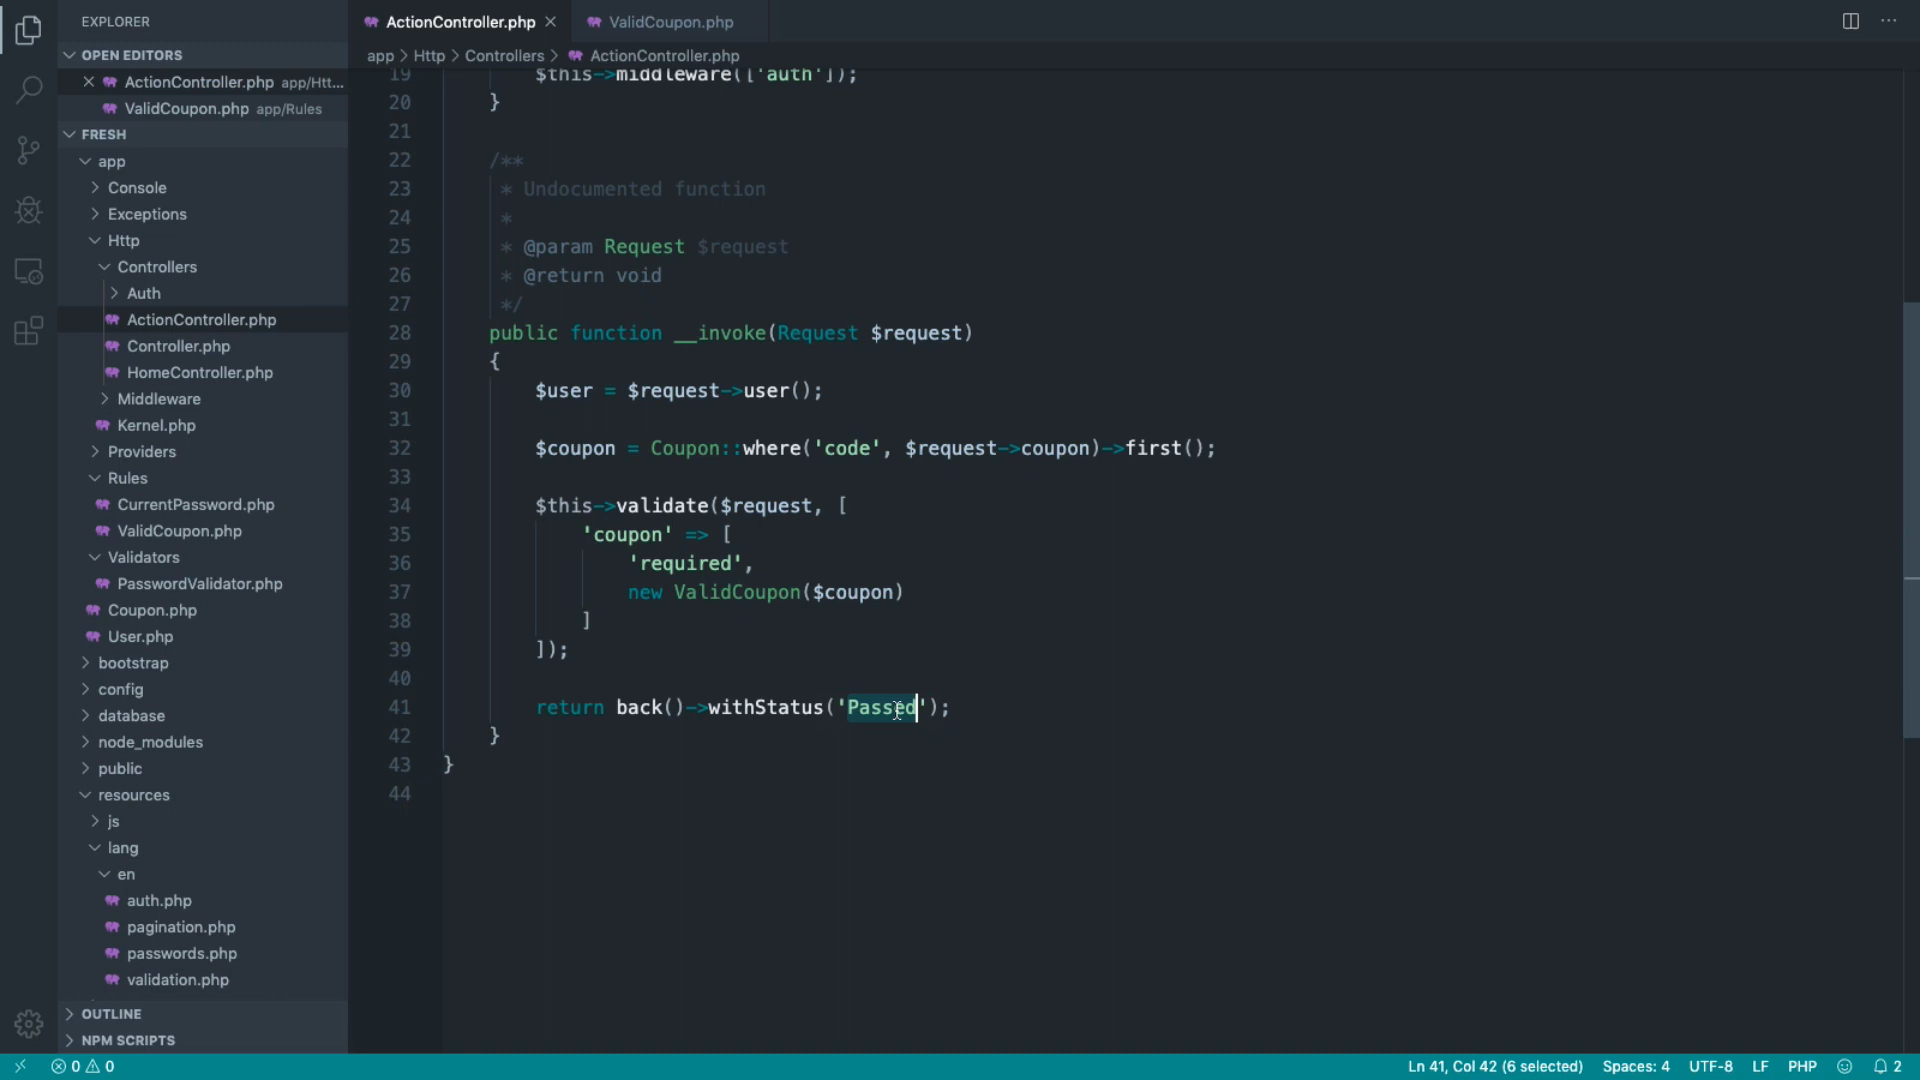 EXPLORER
OPEN EDITORS
ActionController.php app/Htt...
ValidCoupon.php app/Rules
FRESH
app
Console
Exceptions
Http
Controllers
Auth
ActionController.php
Controller.php
HomeController.php
Middleware
Kernel.php
Providers
Rules
CurrentPassword.php
ValidCoupon.php
Validators
PasswordValidator.php
Coupon.php
User.php
bootstrap
config
database
node_modules
public
resources
js
lang
en
auth.php
pagination.php
passwords.php
validation.php
OUTLINE
NPM SCRIPTS
ActionController.php
ValidCoupon.php
app > Http > Controllers > ActionController.php
19 $this->middleware(['auth']);
20 }
21
22 /**
23 * Undocumented function
24 *
25 * @param Request $request
26 * @return void
27 */
28 public function __invoke(Request $request)
29 {
30 $user = $request->user();
31
32 $coupon = Coupon::where('code', $request->coupon)->first();
33
34 $this->validate($request, [
35 'coupon' => [
36 'required',
37 new ValidCoupon($coupon)
38 ]
39 ]);
40
41 return back()->withStatus('Passed');
42 }
43 }
44
0 0
Ln 41, Col 42 (6 selected) Spaces: 4 UTF-8 LF PHP 2